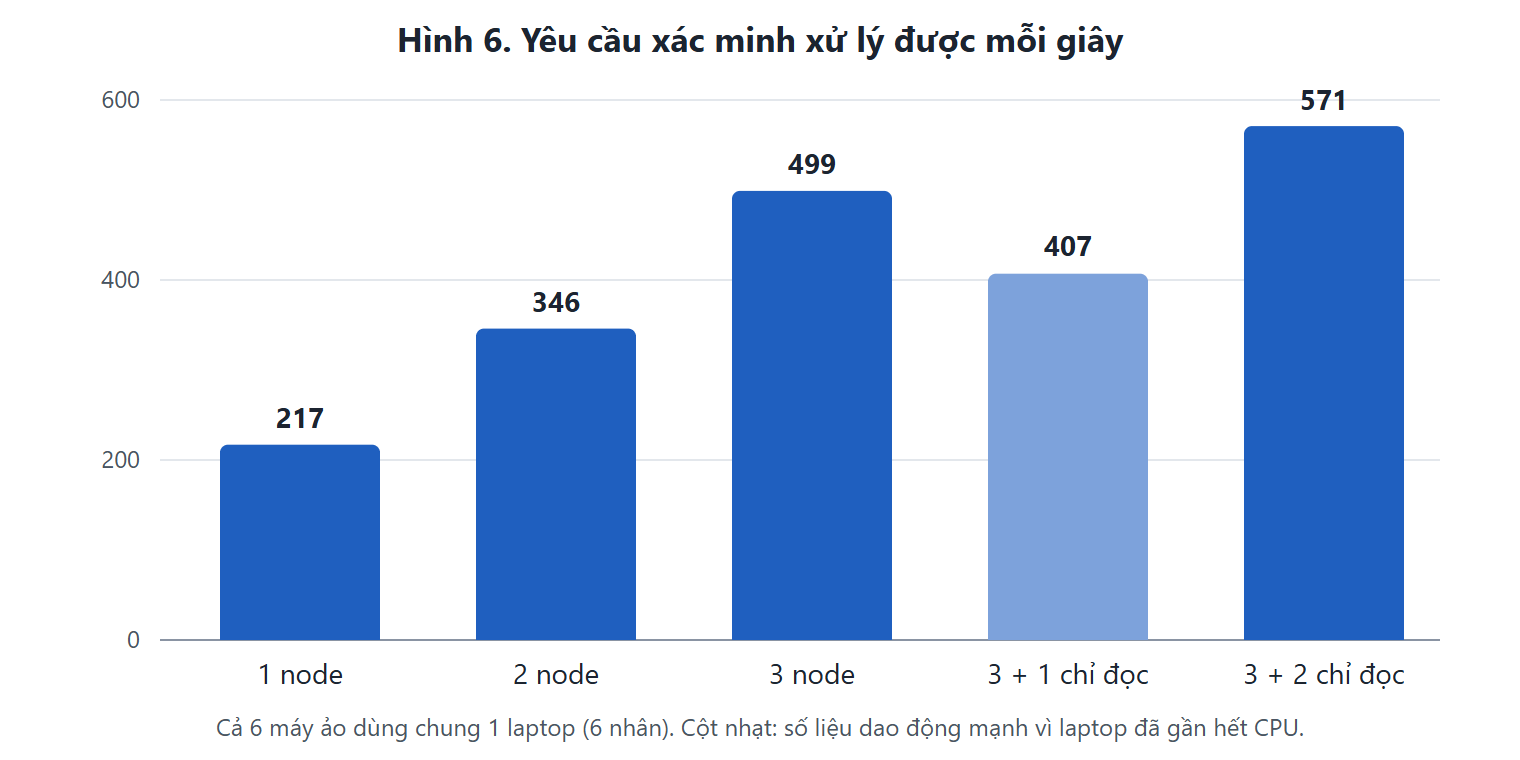 Hình 6. Yêu cầu xác minh xử lý được mỗi giây
600
571
499
407
400
346
217
200
0
1 node
2 node
3 node
3 + 1 chỉ đọc
3 + 2 chỉ đọc
Cả 6 máy ảo dùng chung 1 laptop (6 nhân). Cột nhạt: số liệu dao động mạnh vì laptop đã gần hết CPU.